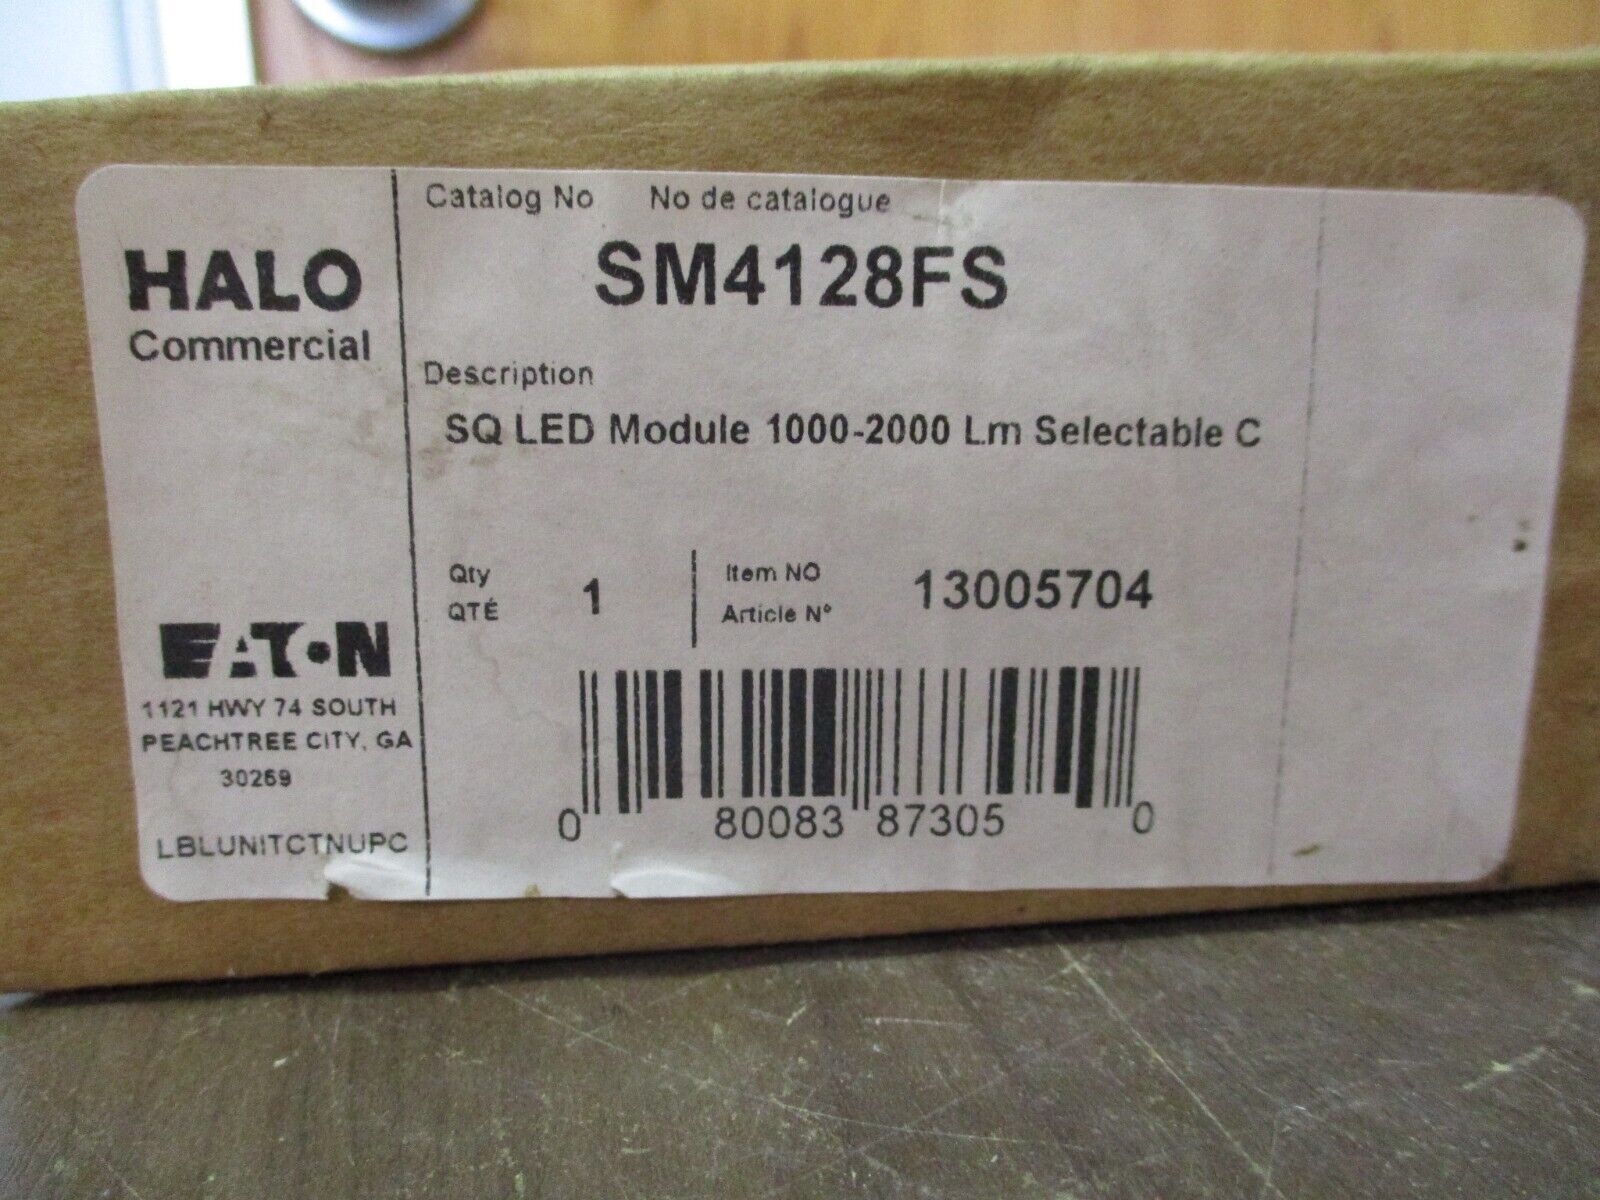 HALO
Commercial
Catalog No No de catalogue
SM4128FS
Description
SQ LED Module 1000-2000 Lm Selectable C
Qty
QTÉ
1
Item NO
Article N°
13005704
EATON
1121 HWY 74 SOUTH
PEACHTREE CITY, GA
30269
LBLUNITCTNUPC
0 80083 87305 0